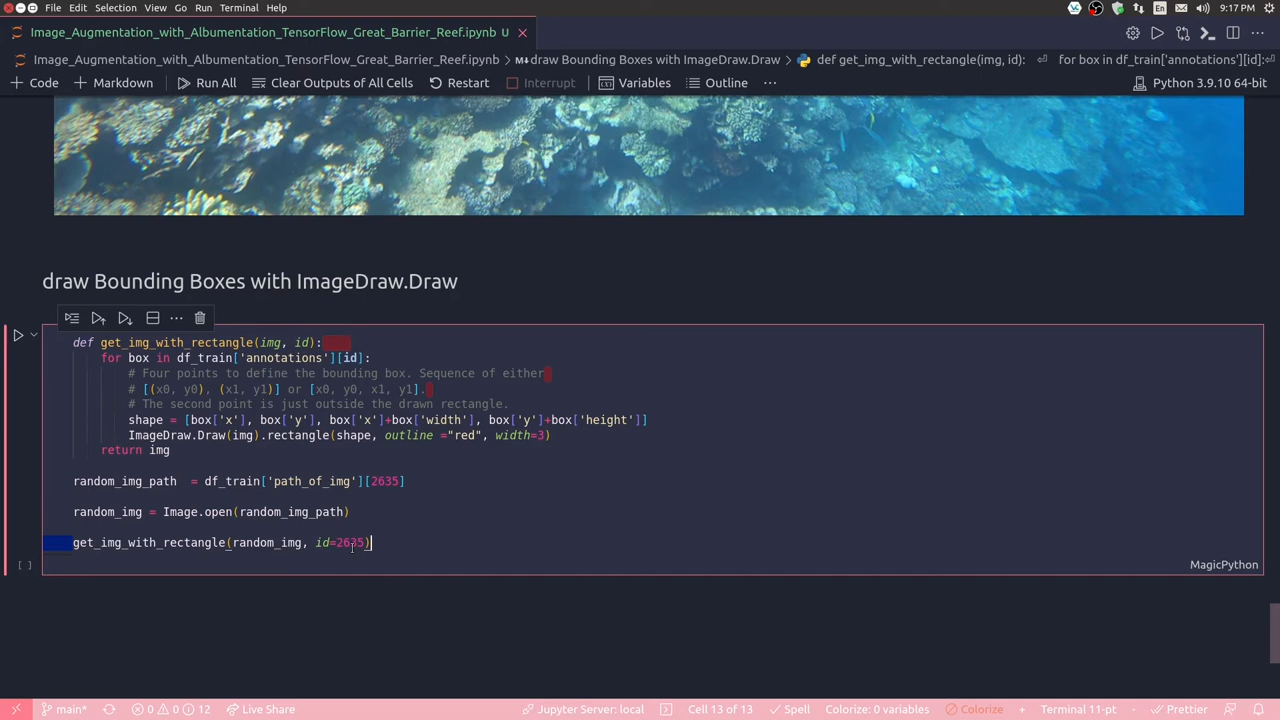 File Edit Selection View Go Run Terminal Help
En 9:17 PM
Image_Augmentation_with_Albumentation_TensorFlow_Great_Barrier_Reef.ipynb U
Image_Augmentation_with_Albumentation_TensorFlow_Great_Barrier_Reef.ipynb > M↓draw Bounding Boxes with ImageDraw.Draw > def get_img_with_rectangle(img, id): for box in df_train['annotations'][id]:
+ Code + Markdown Run All Clear Outputs of All Cells Restart Interrupt Variables Outline ··· Python 3.9.10 64-bit
draw Bounding Boxes with ImageDraw.Draw
def get_img_with_rectangle(img, id):
for box in df_train['annotations'][id]:
# Four points to define the bounding box. Sequence of either
# [(x0, y0), (x1, y1)] or [x0, y0, x1, y1].
# The second point is just outside the drawn rectangle.
shape = [box['x'], box['y'], box['x']+box['width'], box['y']+box['height']]
ImageDraw.Draw(img).rectangle(shape, outline ="red", width=3)
return img
random_img_path  = df_train['path_of_img'][2635]
random_img = Image.open(random_img_path)
get_img_with_rectangle(random_img, id=2635)
[ ] MagicPython
main* 0 0 12 Live Share Jupyter Server: local Cell 13 of 13 Spell Colorize: 0 variables Colorize + Terminal 11-pt - Prettier